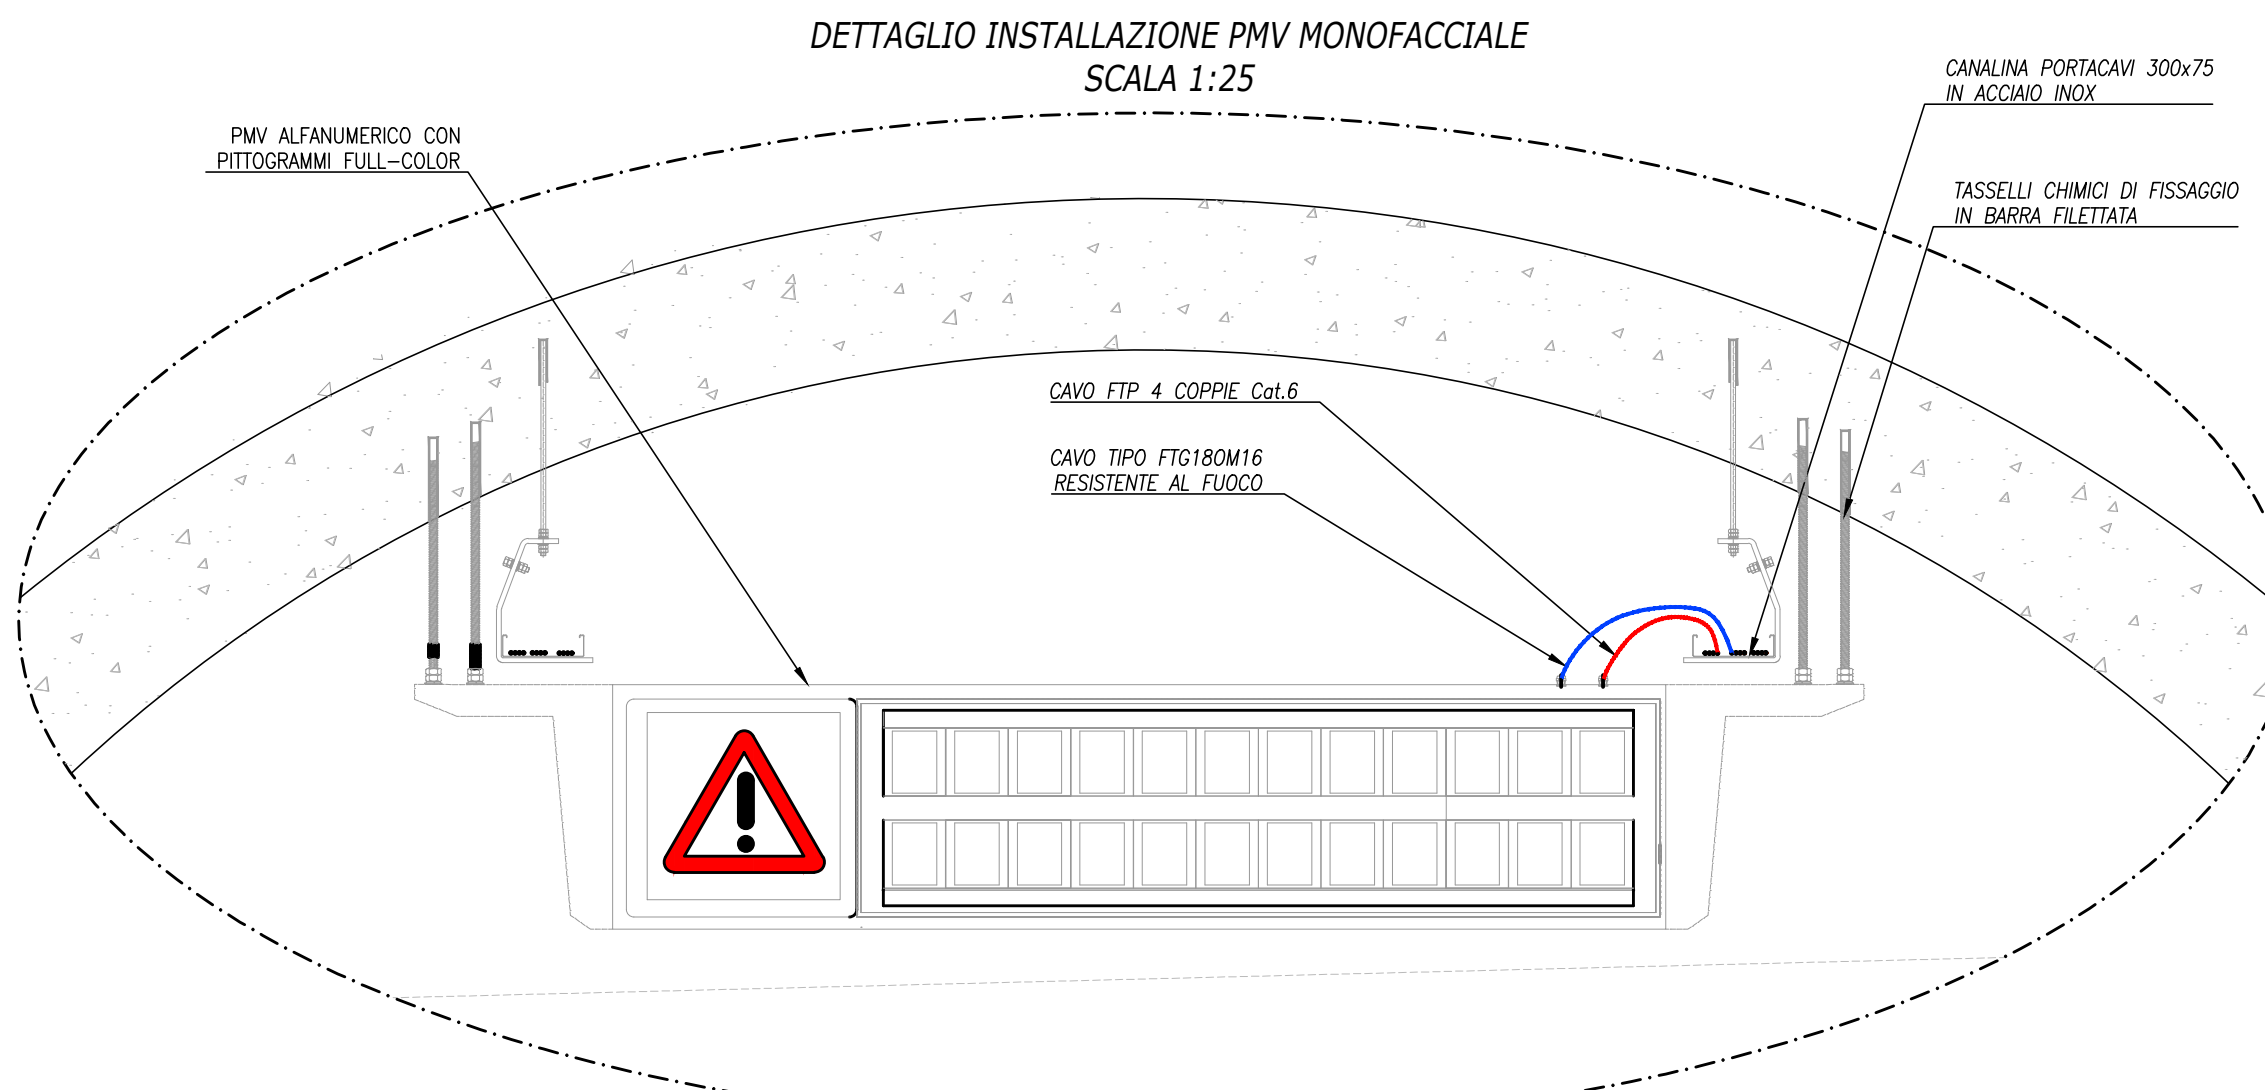 DETTAGLIO INSTALLAZIONE PMV MONOFACCIALE
SCALA 1:25
CANALINA PORTACAVI 300x75
IN ACCIAIO INOX
PMV ALFANUMERICO CON
PITTOGRAMMI FULL-COLOR
TASSELLI CHIMICI DI FISSAGGIO
IN BARRA FILETTATA
CAVO FTP 4 COPPIE Cat.6
CAVO TIPO FTG18OM16
RESISTENTE AL FUOCO